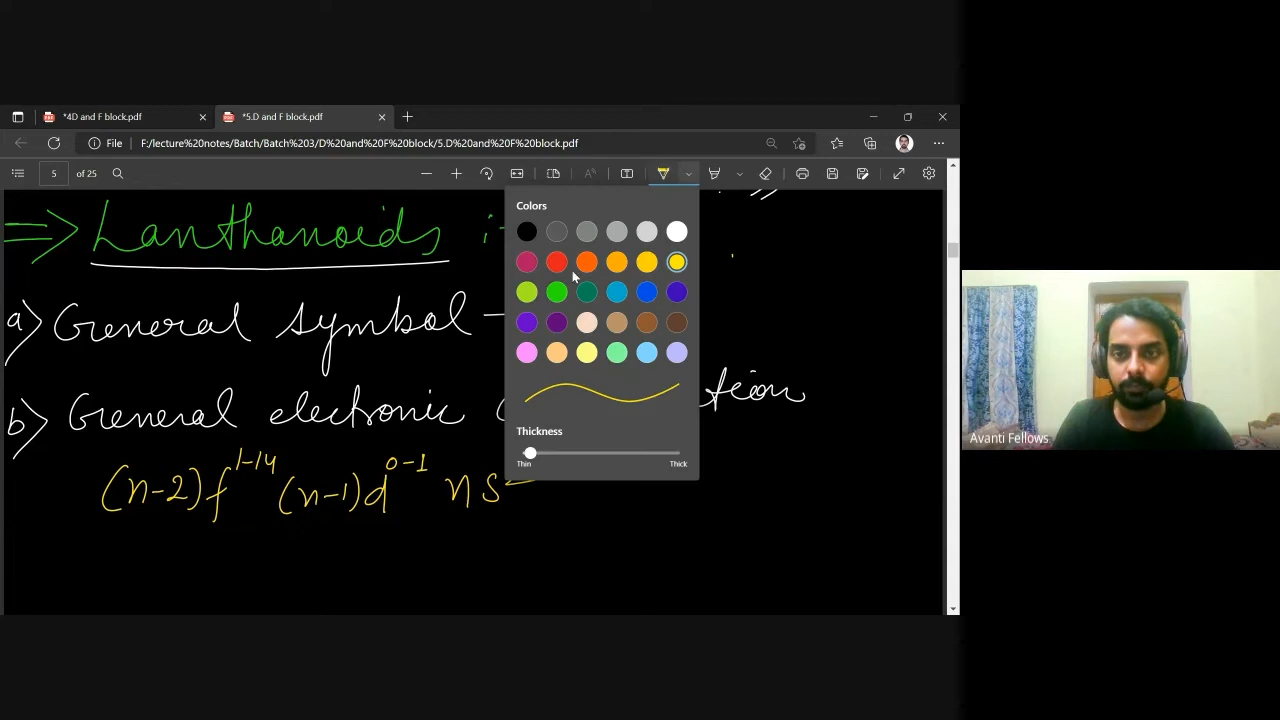 *4D and F block.pdf
*5.D and F block.pdf
File F:/lecture%20notes/Batch/Batch%203/D%20and%20F%20block/5.D%20and%20F%20block.pdf
5 of 25
Colors
Thickness
Thin Thick
⇒ Lanthanoids :-
a) General symbol –
b) General electronic
(n-2)f¹⁻¹⁴ (n-1)d⁰⁻¹ ns²
Avanti Fellows